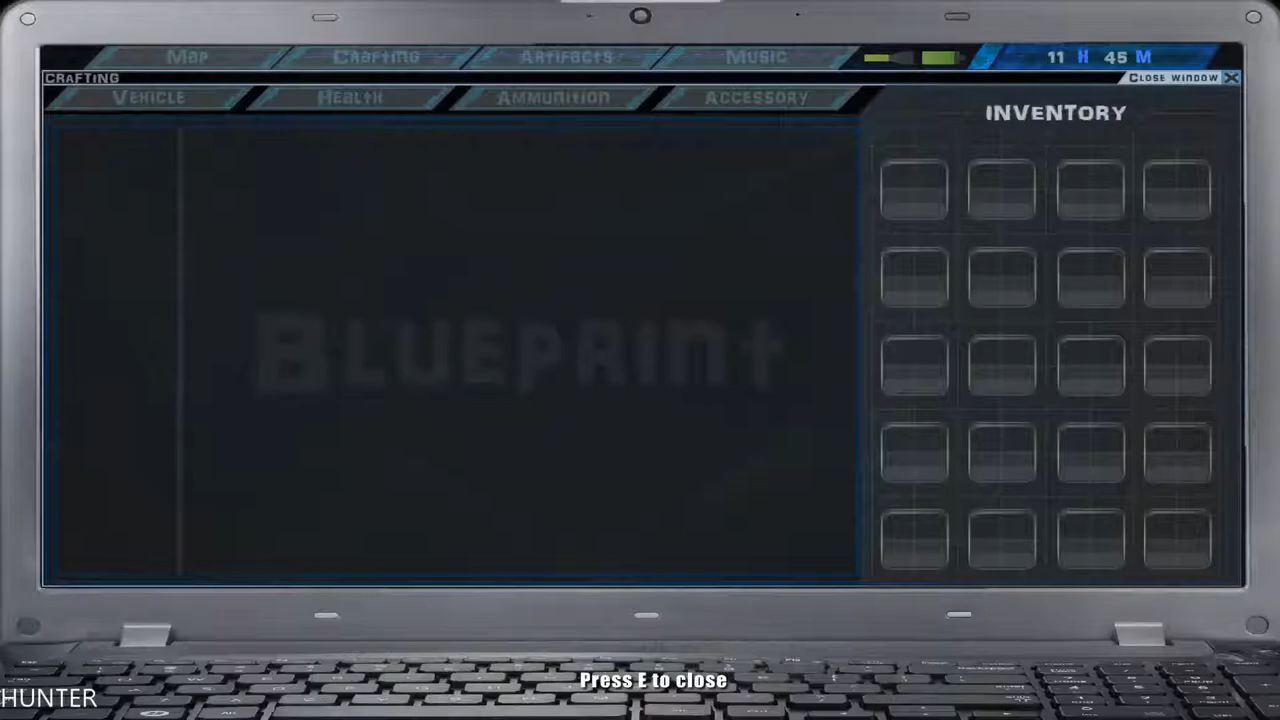 Map Crafting Artifacts Music 11 H 45 M
CRAFTING CLOSE WINDOW X
Vehicle Health Ammunition Accessory
INVENTORY
Blueprint
Press E to close
HUNTER